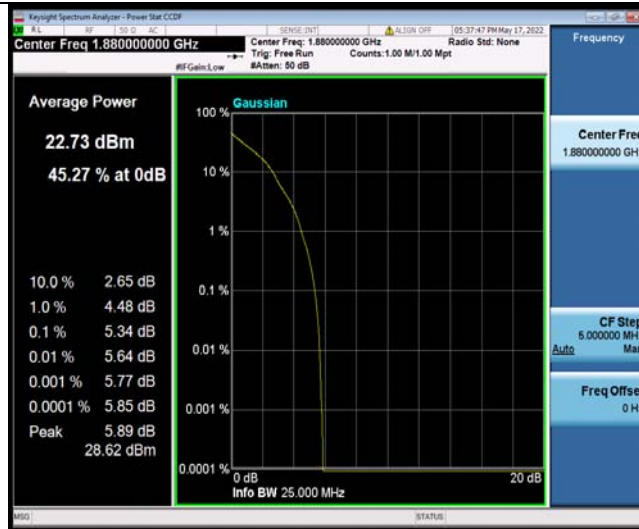 Keysight Spectrum Analyzer - Power Stat CCDF
RL RF 50 Ω AC SENSE:INT ALIGN OFF 05:37:47 PM May 17, 2022
Center Freq 1.880000000 GHz
Center Freq: 1.880000000 GHz Radio Std: None
Trig: Free Run Counts:1.00 M/1.00 Mpt
#IFGain:Low #Atten: 50 dB
Frequency
Average Power
22.73 dBm
45.27 % at 0dB
10.0 % 2.65 dB
1.0 % 4.48 dB
0.1 % 5.34 dB
0.01 % 5.64 dB
0.001 % 5.77 dB
0.0001 % 5.85 dB
Peak 5.89 dB
28.62 dBm
Gaussian
100 %
10 %
1 %
0.1 %
0.01 %
0.001 %
0.0001 %
0 dB 20 dB
Info BW 25.000 MHz
Center Fre
1.880000000 GH
CF Step
5.000000 MH
Auto Ma
Freq Offse
0 H
MSG STATUS